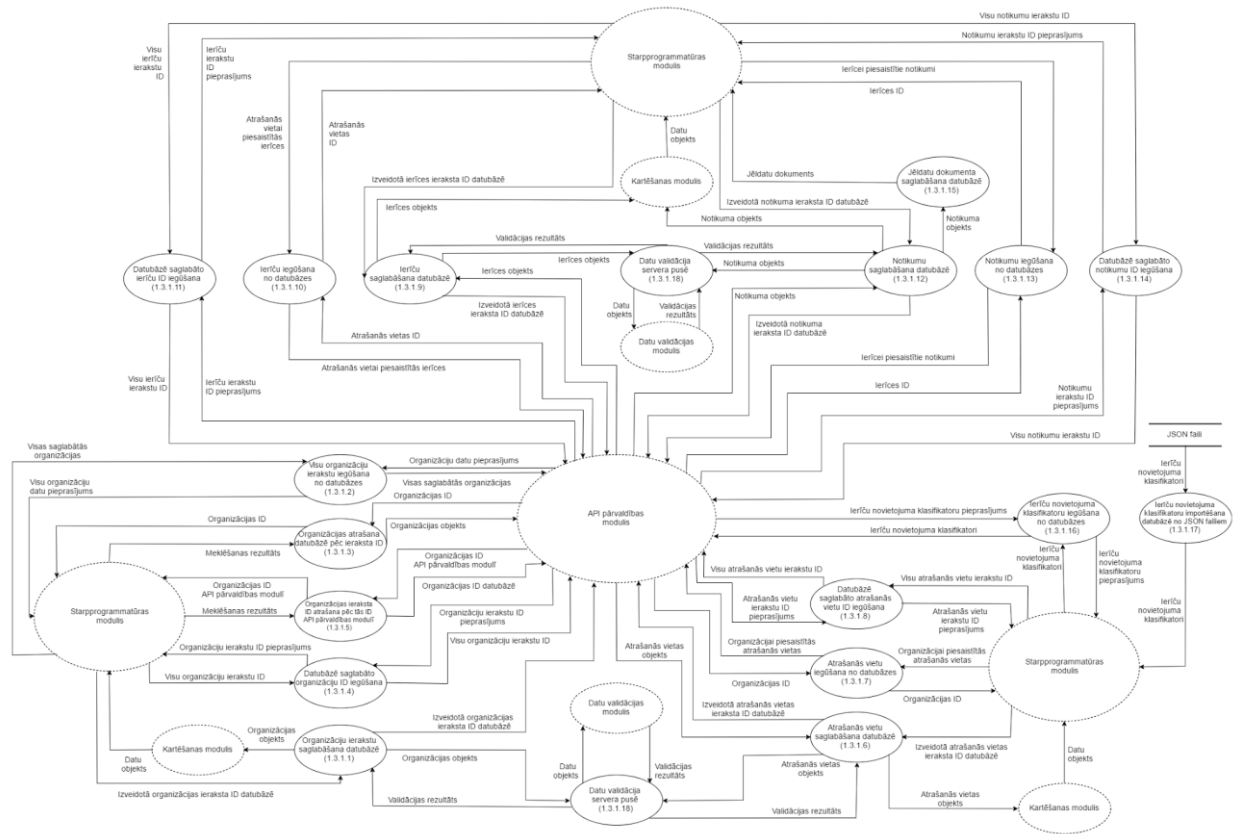 Visu notikumu ierakstu ID
Notikumu ierakstu ID pieprasījums
Visu
ierīču
ierakstu
ID
Ierīču
ierakstu
ID
pieprasījums
Starpprogrammatūras
modulis
Ierīcei piesaistītie notikumi
Ierīces ID
Atrašanās
vietai
piesaistītās
ierīces
Atrašanās
vietas
ID
Datu
objekts
Izveidotā ierīces ieraksta ID datubāzē
Kartēšanas modulis
Jēldatu dokuments
Jēldatu dokumenta
saglabāšana datubāzē
(1.3.1.15)
Ierīces objekts
Izveidotā notikuma ieraksta ID datubāzē
Notikuma objekts
Notikuma
objekts
Validācijas rezultāts
Validācijas rezultāts
Datubāzē saglabāto
ierīču ID iegūšana
(1.3.1.11)
Ierīču iegūšana
no datubāzes
(1.3.1.10)
Ierīču
saglabāšana datubāzē
(1.3.1.9)
Ierīces objekts
Ierīces objekts
Datu validācija
servera pusē
(1.3.1.18)
Notikuma objekts
Notikumu
saglabāšana datubāzē
(1.3.1.12)
Notikumu iegūšana
no datubāzes
(1.3.1.13)
Datubāzē saglabāto
notikumu ID iegūšana
(1.3.1.14)
Izveidotā ierīces
ieraksta ID datubāzē
Datu
objekts
Validācijas
rezultāts
Notikuma objekts
Datu validācijas
modulis
Izveidotā notikuma
ieraksta ID datubāzē
Atrašanās vietas ID
Atrašanās vietai piesaistītās ierīces
Ierīcei piesaistītie notikumi
Visu ierīču
ierakstu ID
Ierīču ierakstu
ID pieprasījums
Ierīces ID
Notikumu
ierakstu ID
pieprasījums
Visu notikumu ierakstu ID
JSON faili
Visas saglabātās
organizācijas
Visu organizāciju
ierakstu iegūšana
no datubāzes
(1.3.1.2)
Organizāciju datu pieprasījums
Visas saglabātās organizācijas
Ierīču
novietojuma
klasifikatori
Visu organizāciju
datu pieprasījums
Organizācijas ID
API pārvaldības
modulis
Ierīču novietojuma klasifikatoru pieprasījums
Ierīču novietojuma klasifikatori
Ierīču novietojuma
klasifikatoru iegūšana
no datubāzes
(1.3.1.16)
Ierīču novietojuma
klasifikatoru importēšana
datubāzē no JSON failiem
(1.3.1.17)
Organizācijas ID
Organizācijas atrašana
datubāzē pēc ieraksta ID
(1.3.1.3)
Organizācijas objekts
Meklēšanas rezultāts
Organizācijas ID
API pārvaldības modulī
Ierīču
novietojuma
klasifikatori
Ierīču
novietojuma
klasifikatoru
pieprasījums
Organizācijas ID
API pārvaldības modulī
Organizācijas ID datubāzē
Visu atrašanās vietu ierakstu ID
Visu atrašanās vietu ierakstu ID
Starpprogrammatūras
modulis
Meklēšanas rezultāts
Organizācijas ieraksta
ID atrašana pēc tās ID
API pārvaldības modulī
(1.3.1.5)
Organizāciju ierakstu ID
pieprasījums
Atrašanās
vietu
ierakstu ID
pieprasījums
Datubāzē
saglabāto atrašanās
vietu ID iegūšana
(1.3.1.8)
Atrašanās vietu
ierakstu ID
pieprasījums
Ierīču
novietojuma
klasifikatori
Visu organizāciju ierakstu ID
Organizāciju ierakstu ID pieprasījums
Atrašanās vietas
objekts
Organizācijai piesaistītās
atrašanās vietas
Organizācijai piesaistītās
atrašanās vietas
Starpprogrammatūras
modulis
Visu organizāciju ierakstu ID
Datubāzē saglabāto
organizāciju ID iegūšana
(1.3.1.4)
Atrašanās vietu
iegūšana no datubāzes
(1.3.1.7)
Organizācijas ID
Organizācijas ID
Datu validācijas
modulis
Izveidotā organizācijas
ieraksta ID datubāzē
Izveidotā atrašanās vietas
ieraksta ID datubāzē
Kartēšanas modulis
Organizācijas
objekts
Organizāciju ierakstu
saglabāšana datubāzē
(1.3.1.1)
Organizācijas objekts
Atrašanās vietu
saglabāšana datubāzē
(1.3.1.6)
Izveidotā atrašanās vietas
ieraksta ID datubāzē
Datu
objekts
Datu
objekts
Datu
objekts
Validācijas
rezultāts
Atrašanās vietas
objekts
Izveidotā organizācijas ieraksta ID datubāzē
Validācijas rezultāts
Datu validācija
servera pusē
(1.3.1.18)
Validācijas rezultāts
Atrašanās vietas
objekts
Kartēšanas modulis